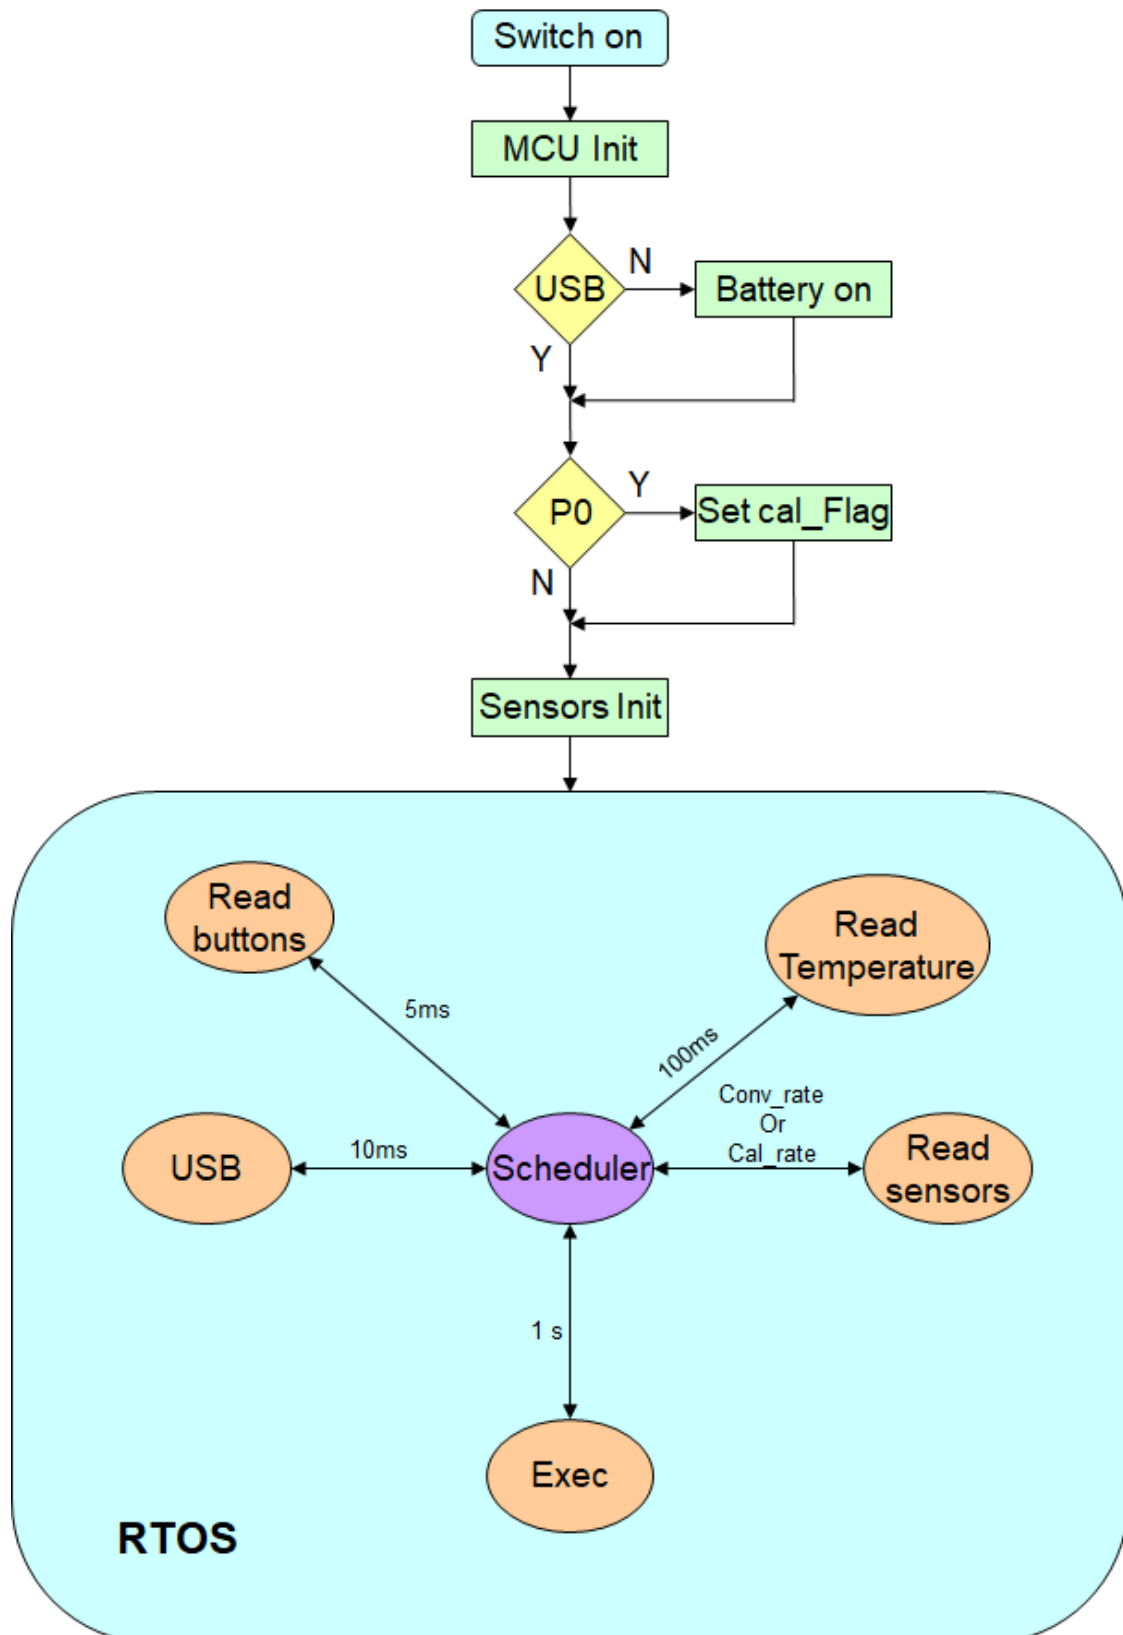 Switch on
MCU Init
USB
N
Battery on
Y
P0
Y
Set cal_Flag
N
Sensors Init
Read
buttons
Read
Temperature
5ms
100ms
Conv_rate
Or
Cal_rate
USB
10ms
Scheduler
Read
sensors
1 s
Exec
RTOS